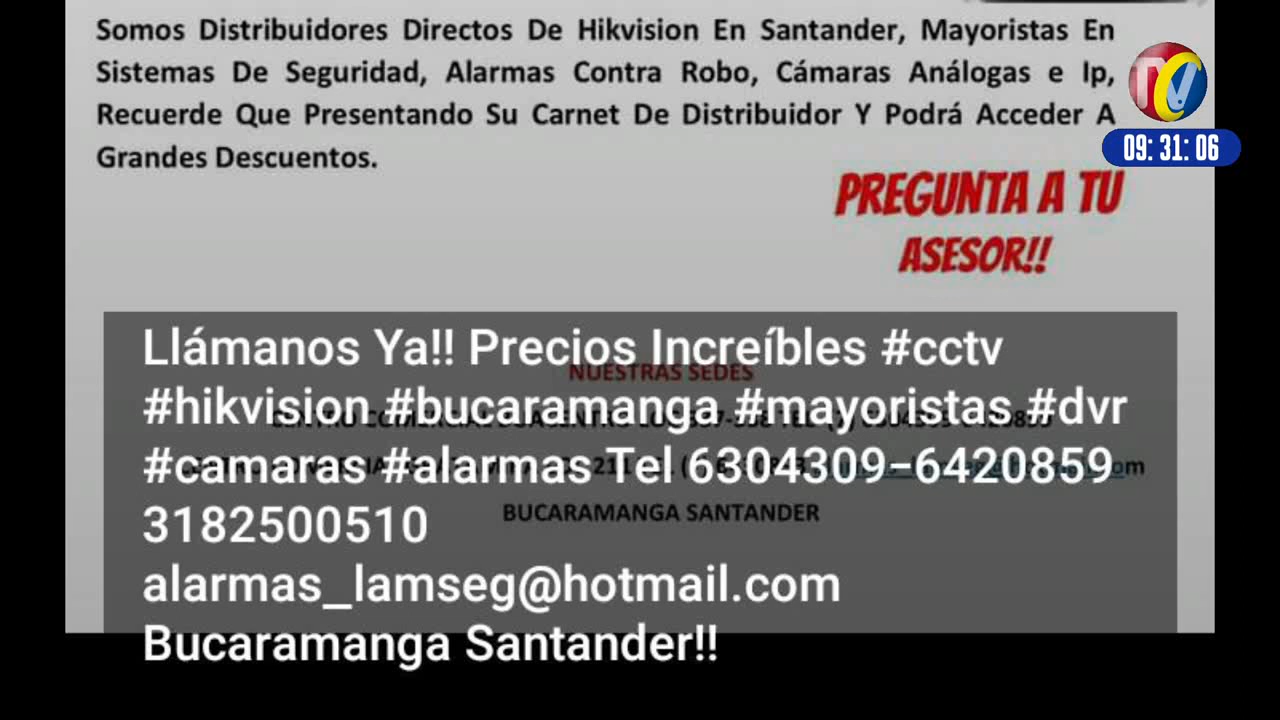 Somos Distribuidores Directos De Hikvision En Santander, Mayoristas En
Sistemas De Seguridad, Alarmas Contra Robo, Cámaras Análogas e Ip,
Recuerde Que Presentando Su Carnet De Distribuidor Y Podrá Acceder A
Grandes Descuentos.
TVC
09: 31: 06
PREGUNTA A TU
ASESOR!!
NUESTRAS SEDES
Llámanos Ya!! Precios Increíbles #cctv
#hikvision #bucaramanga #mayoristas #dvr
#camaras #alarmas Tel 6304309–6420859
BUCARAMANGA SANTANDER
3182500510
alarmas_lamseg@hotmail.com
Bucaramanga Santander!!